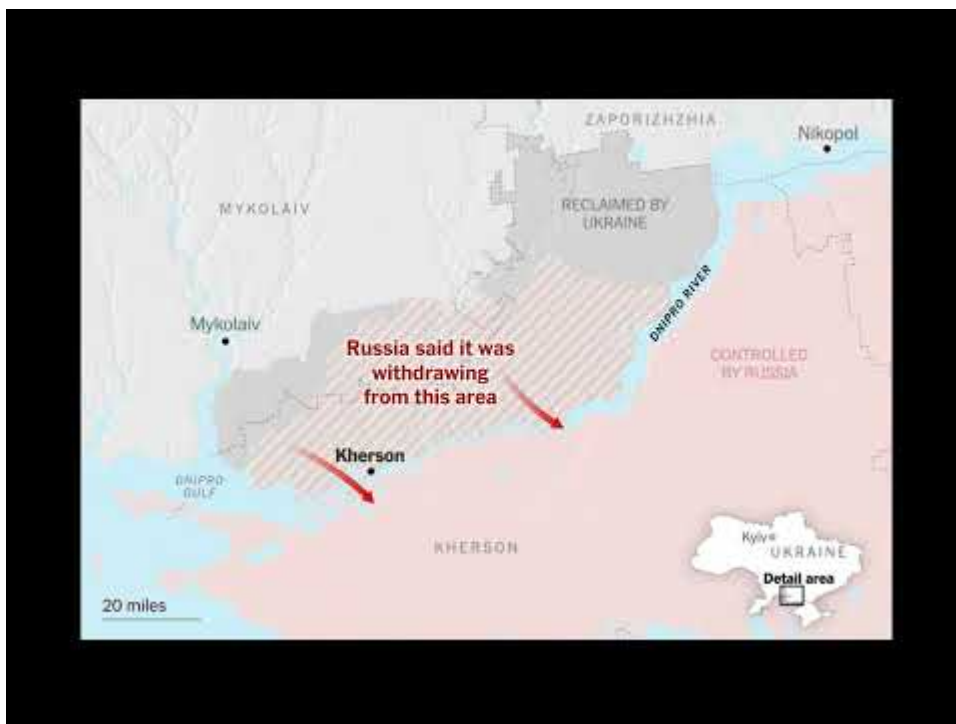 ZAPORIZHZHIA
Nikopol
MYKOLAIV
RECLAIMED BY
UKRAINE
DNIPRO RIVER
Mykolaiv
Russia said it was
withdrawing
from this area
CONTROLLED
BY RUSSIA
Kherson
DNIPRO
GULF
KHERSON
Kyiv
UKRAINE
Detail area
20 miles